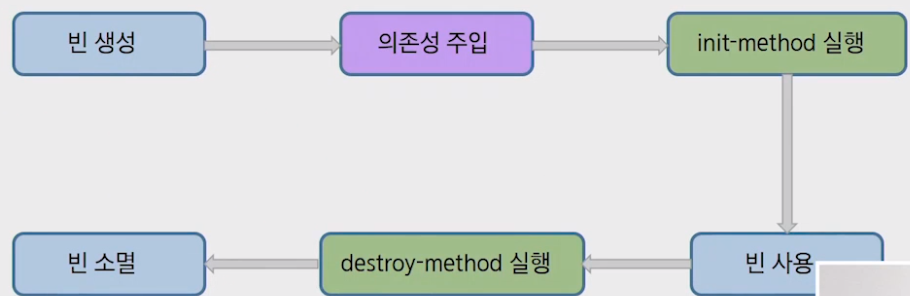 빈 생성
의존성 주입
init-method 실행
빈 사용
destroy-method 실행
빈 소멸